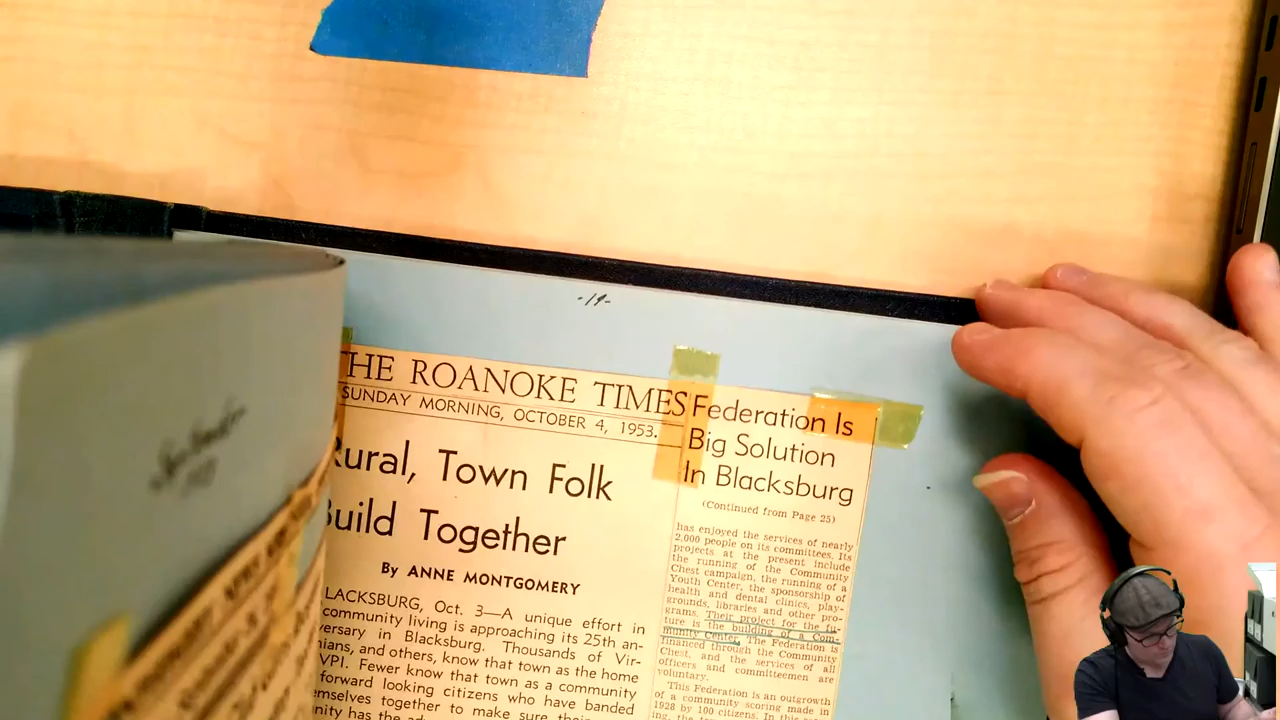 -19-
THE ROANOKE TIMES
SUNDAY MORNING, OCTOBER 4, 1953.
Rural, Town Folk
Build Together
By ANNE MONTGOMERY
LACKSBURG, Oct. 3—A unique effort in
community living is approaching its 25th an-
versary in Blacksburg. Thousands of Vir-
nians, and others, know that town as the home
VPI. Fewer know that town as a community
forward looking citizens who have banded
emselves together to make sure
unity has the
Federation Is
Big Solution
In Blacksburg
(Continued from Page 25)
has enjoyed the services of nearly
2,000 people on its committees. Its
projects at the present include
the running of the Community
Chest campaign, the running of a
Youth Center, the sponsorship of
health and dental clinics, play-
grounds, libraries and other pro-
grams. Their project for the fu-
ture is the building of a Com-
munity Center. The Federation is
financed through the Community
Chest, and the services of all
officers and committeemen are
voluntary.
This Federation is an outgrowth
of a community scoring made in
1928 by 100 citizens. In this